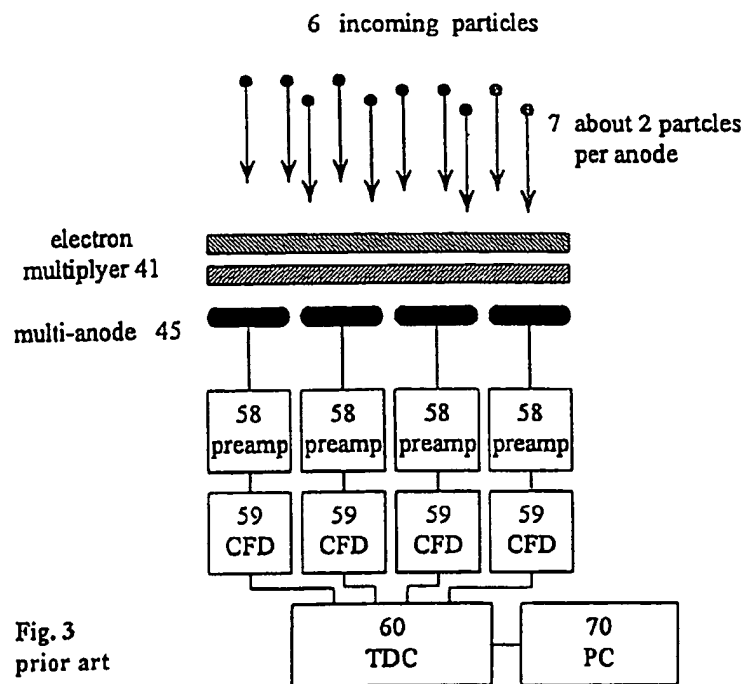 6 incoming particles
7 about 2 partcles
per anode
electron
multiplyer 41
multi-anode 45
58
preamp
58
preamp
58
preamp
58
preamp
59
CFD
59
CFD
59
CFD
59
CFD
60
TDC
70
PC
Fig. 3
prior art